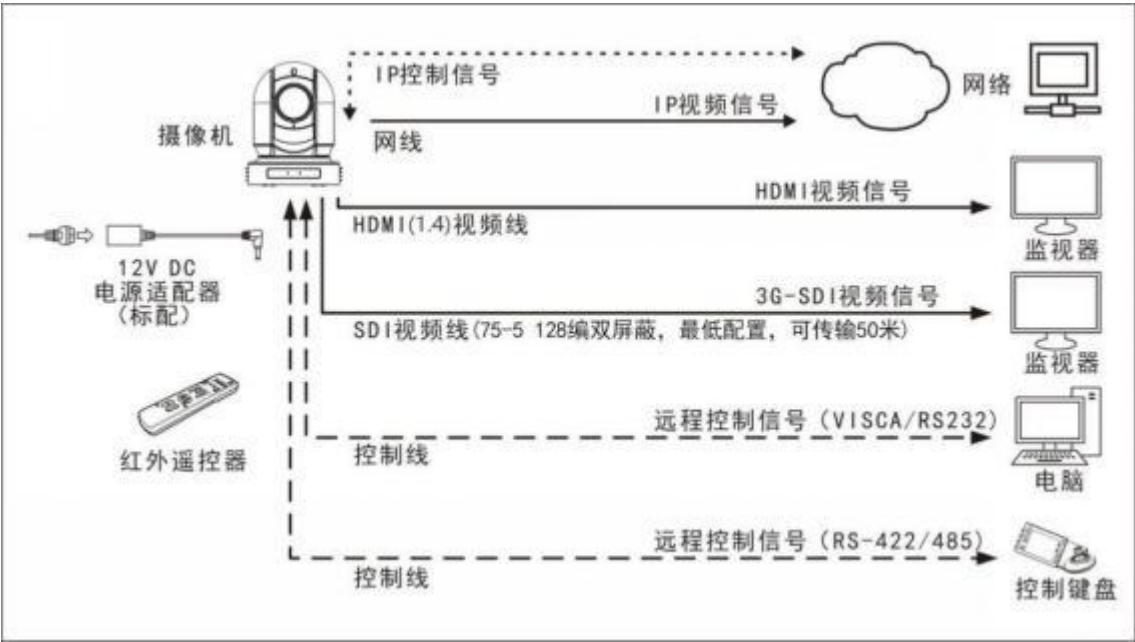 IP控制信号
网络
IP视频信号
摄像机
网线
HDMI视频信号
HDMI(1.4)视频线
监视器
12V DC
电源适配器
(标配)
3G-SDI视频信号
SDI视频线(75-5 128编双屏蔽，最低配置，可传输50米)
监视器
远程控制信号（VISCA/RS232)
控制线
红外遥控器
电脑
远程控制信号（RS-422/485)
控制线
控制键盘